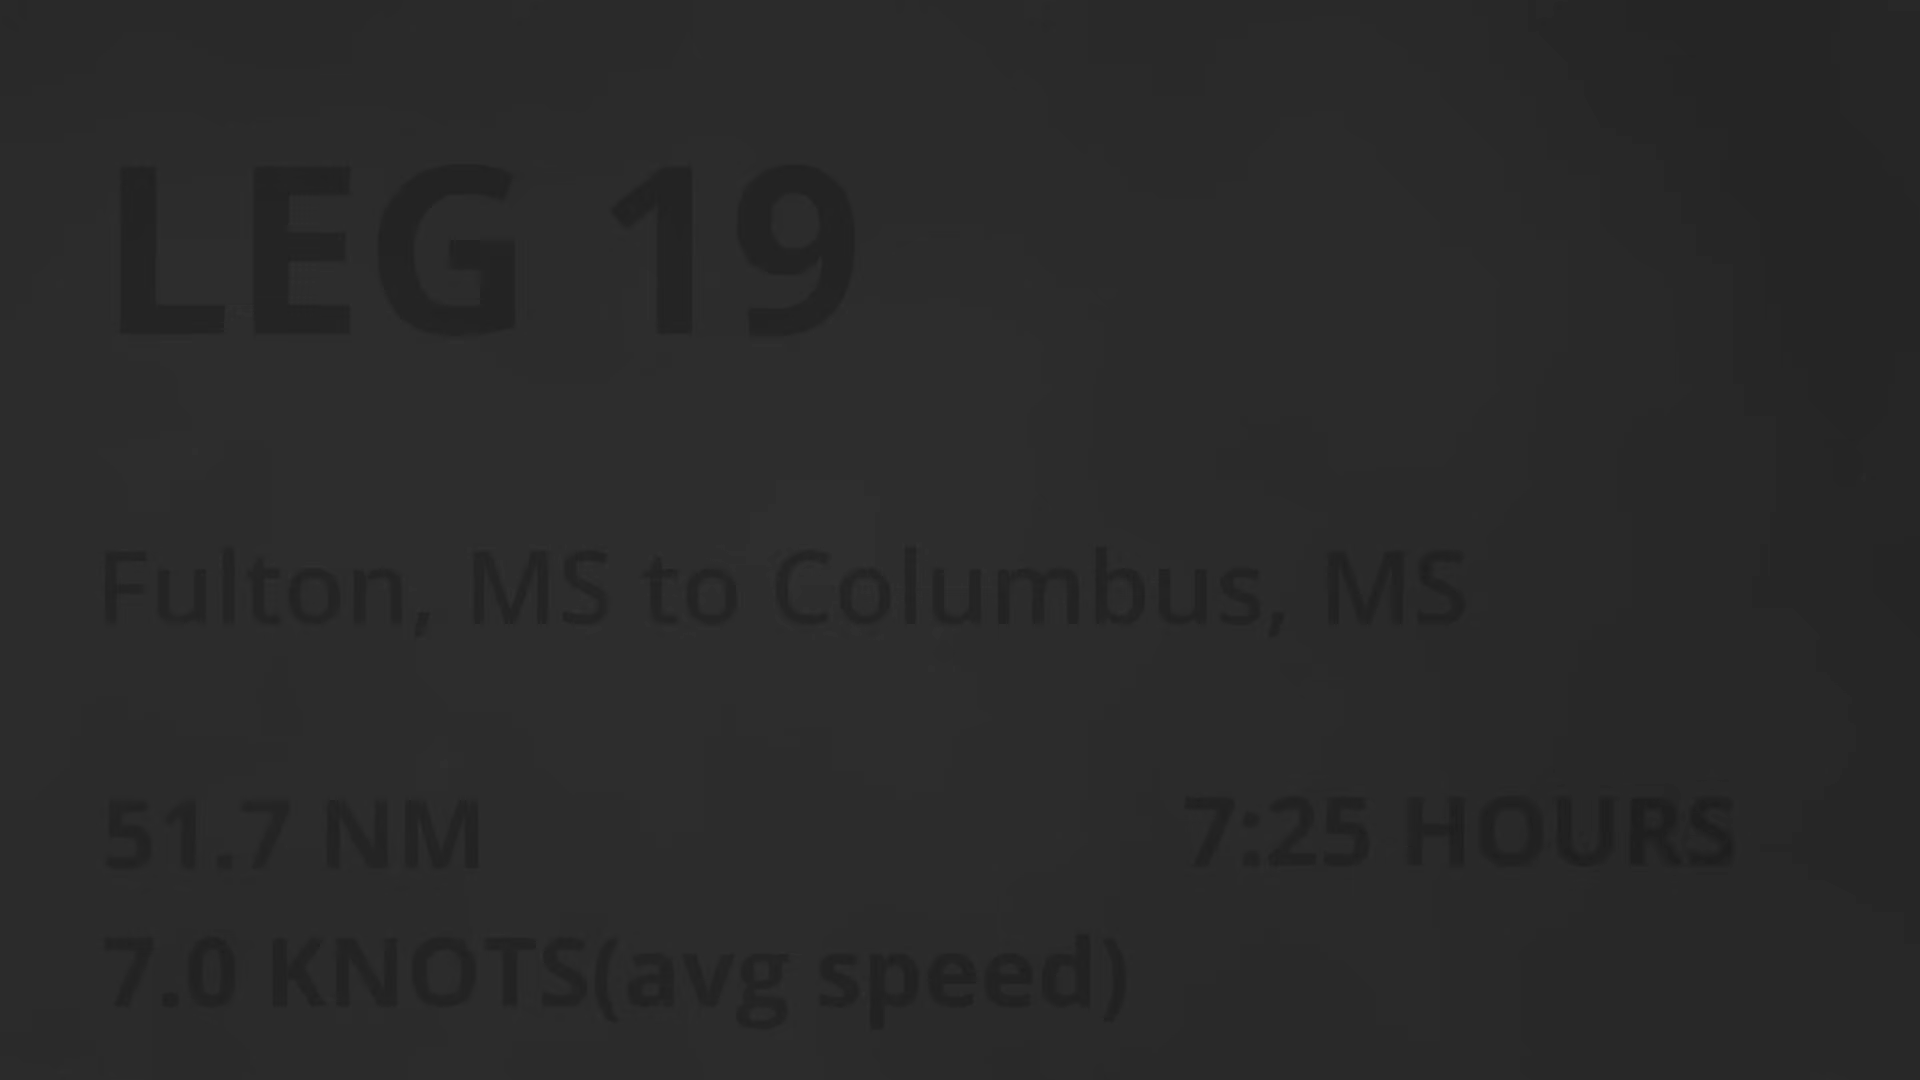 LEG 19
Fulton, MS to Columbus, MS
51.7 NM
7:25 HOURS
7.0 KNOTS(avg speed)